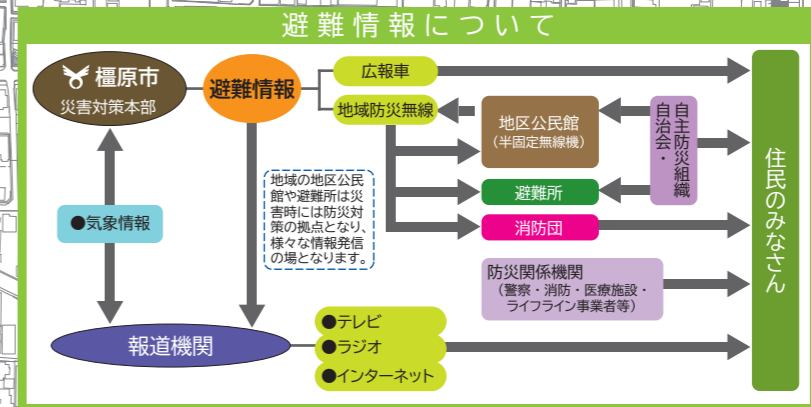 避難情報について
橿原市
災害対策本部
避難情報
広報車
地域防災無線
地区公民館
（半固定無線機）
自主防災組織
自治会・
避難所
消防団
住民のみなさん
●気象情報
地域の地区公民
館や避難所は災
害時には防災対
策の拠点となり、
様々な情報発信
の場となります。
防災関係機関
（警察・消防・医療施設・
ライフライン事業者等）
報道機関
●テレビ
●ラジオ
●インターネット